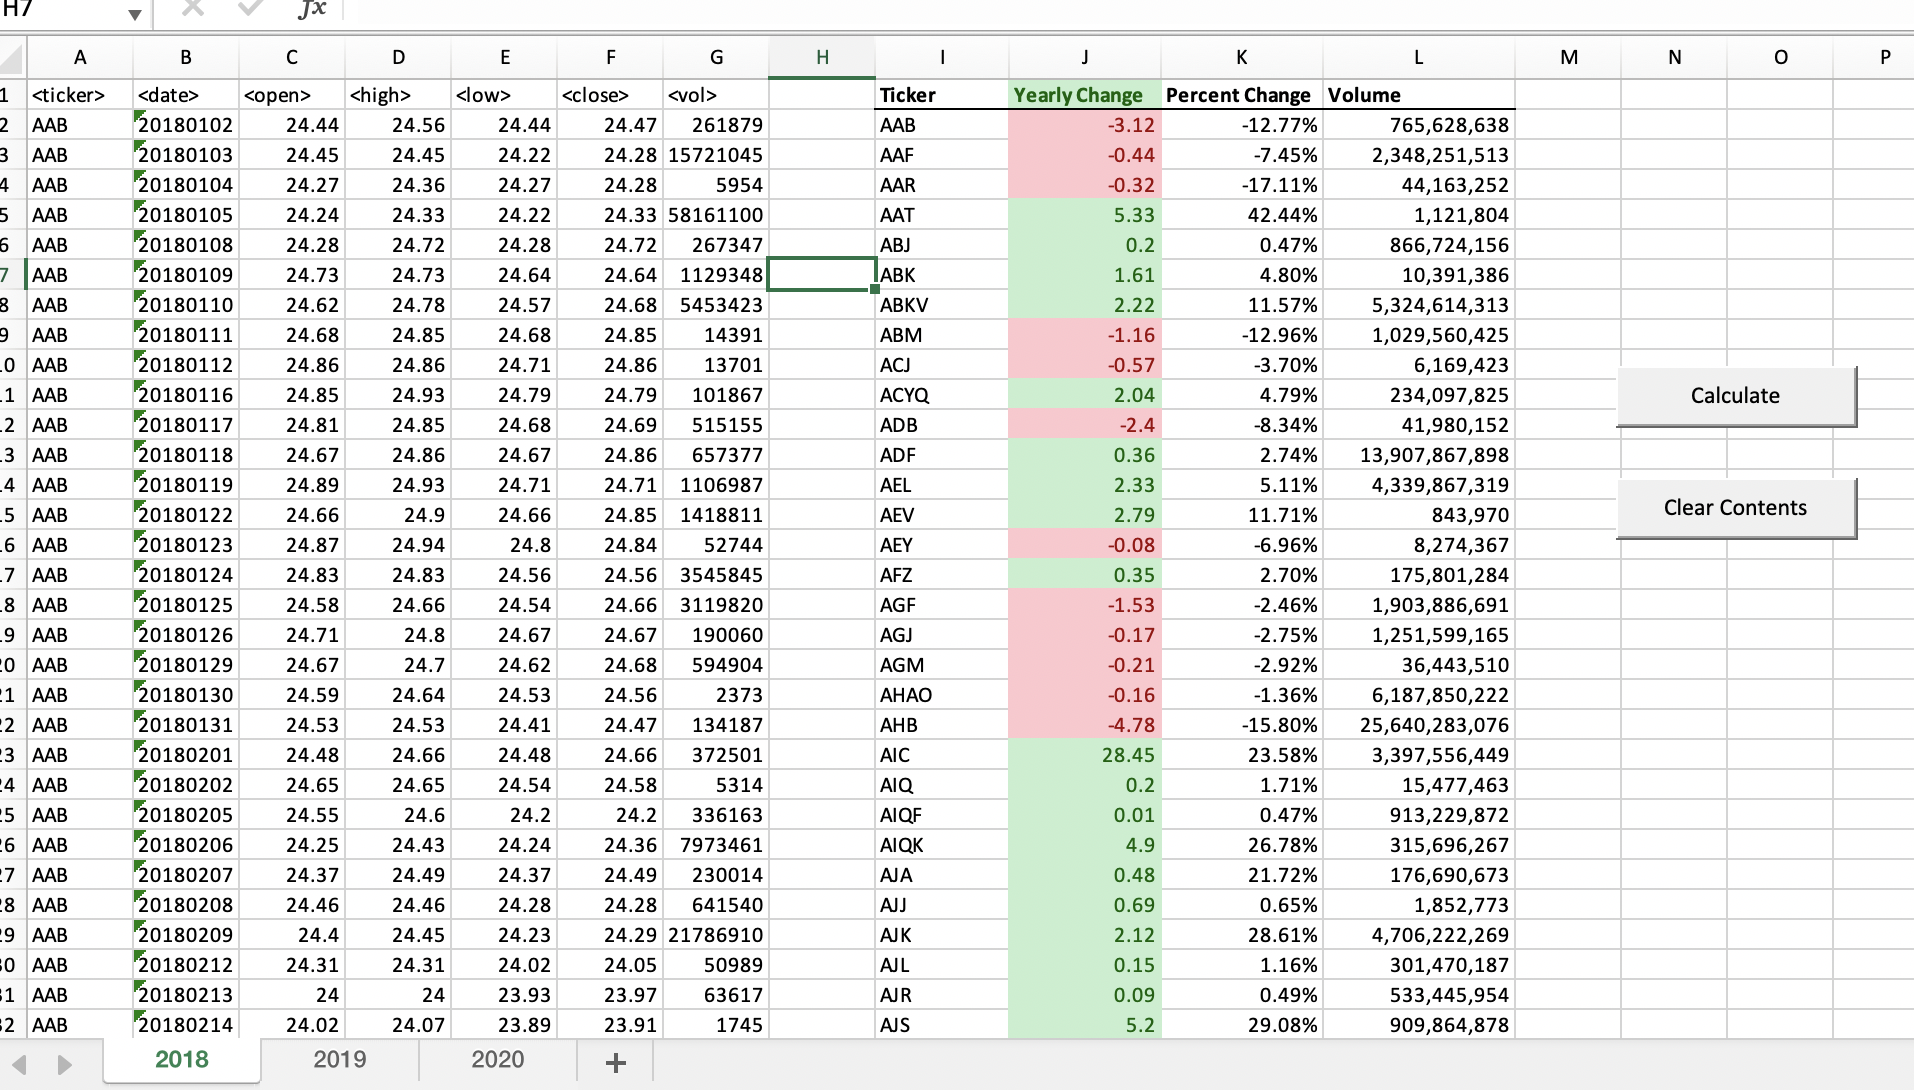 H7 fx
A B C D E F G H I J K L M N O P
1 <ticker> <date> <open> <high> <low> <close> <vol> Ticker Yearly Change Percent Change Volume
2 AAB 20180102 24.44 24.56 24.44 24.47 261879 AAB -3.12 -12.77% 765,628,638
3 AAB 20180103 24.45 24.45 24.22 24.28 15721045 AAF -0.44 -7.45% 2,348,251,513
4 AAB 20180104 24.27 24.36 24.27 24.28 5954 AAR -0.32 -17.11% 44,163,252
5 AAB 20180105 24.24 24.33 24.22 24.33 58161100 AAT 5.33 42.44% 1,121,804
6 AAB 20180108 24.28 24.72 24.28 24.72 267347 ABJ 0.2 0.47% 866,724,156
7 AAB 20180109 24.73 24.73 24.64 24.64 1129348 ABK 1.61 4.80% 10,391,386
8 AAB 20180110 24.62 24.78 24.57 24.68 5453423 ABKV 2.22 11.57% 5,324,614,313
9 AAB 20180111 24.68 24.85 24.68 24.85 14391 ABM -1.16 -12.96% 1,029,560,425
0 AAB 20180112 24.86 24.86 24.71 24.86 13701 ACJ -0.57 -3.70% 6,169,423
1 AAB 20180116 24.85 24.93 24.79 24.79 101867 ACYQ 2.04 4.79% 234,097,825 Calculate
2 AAB 20180117 24.81 24.85 24.68 24.69 515155 ADB -2.4 -8.34% 41,980,152
3 AAB 20180118 24.67 24.86 24.67 24.86 657377 ADF 0.36 2.74% 13,907,867,898
4 AAB 20180119 24.89 24.93 24.71 24.71 1106987 AEL 2.33 5.11% 4,339,867,319
5 AAB 20180122 24.66 24.9 24.66 24.85 1418811 AEV 2.79 11.71% 843,970 Clear Contents
6 AAB 20180123 24.87 24.94 24.8 24.84 52744 AEY -0.08 -6.96% 8,274,367
7 AAB 20180124 24.83 24.83 24.56 24.56 3545845 AFZ 0.35 2.70% 175,801,284
8 AAB 20180125 24.58 24.66 24.54 24.66 3119820 AGF -1.53 -2.46% 1,903,886,691
9 AAB 20180126 24.71 24.8 24.67 24.67 190060 AGJ -0.17 -2.75% 1,251,599,165
0 AAB 20180129 24.67 24.7 24.62 24.68 594904 AGM -0.21 -2.92% 36,443,510
1 AAB 20180130 24.59 24.64 24.53 24.56 2373 AHAO -0.16 -1.36% 6,187,850,222
2 AAB 20180131 24.53 24.53 24.41 24.47 134187 AHB -4.78 -15.80% 25,640,283,076
3 AAB 20180201 24.48 24.66 24.48 24.66 372501 AIC 28.45 23.58% 3,397,556,449
4 AAB 20180202 24.65 24.65 24.54 24.58 5314 AIQ 0.2 1.71% 15,477,463
5 AAB 20180205 24.55 24.6 24.2 24.2 336163 AIQF 0.01 0.47% 913,229,872
6 AAB 20180206 24.25 24.43 24.24 24.36 7973461 AIQK 4.9 26.78% 315,696,267
7 AAB 20180207 24.37 24.49 24.37 24.49 230014 AJA 0.48 21.72% 176,690,673
8 AAB 20180208 24.46 24.46 24.28 24.28 641540 AJJ 0.69 0.65% 1,852,773
9 AAB 20180209 24.4 24.45 24.23 24.29 21786910 AJK 2.12 28.61% 4,706,222,269
0 AAB 20180212 24.31 24.31 24.02 24.05 50989 AJL 0.15 1.16% 301,470,187
1 AAB 20180213 24 24 23.93 23.97 63617 AJR 0.09 0.49% 533,445,954
2 AAB 20180214 24.02 24.07 23.89 23.91 1745 AJS 5.2 29.08% 909,864,878
2018 2019 2020 +